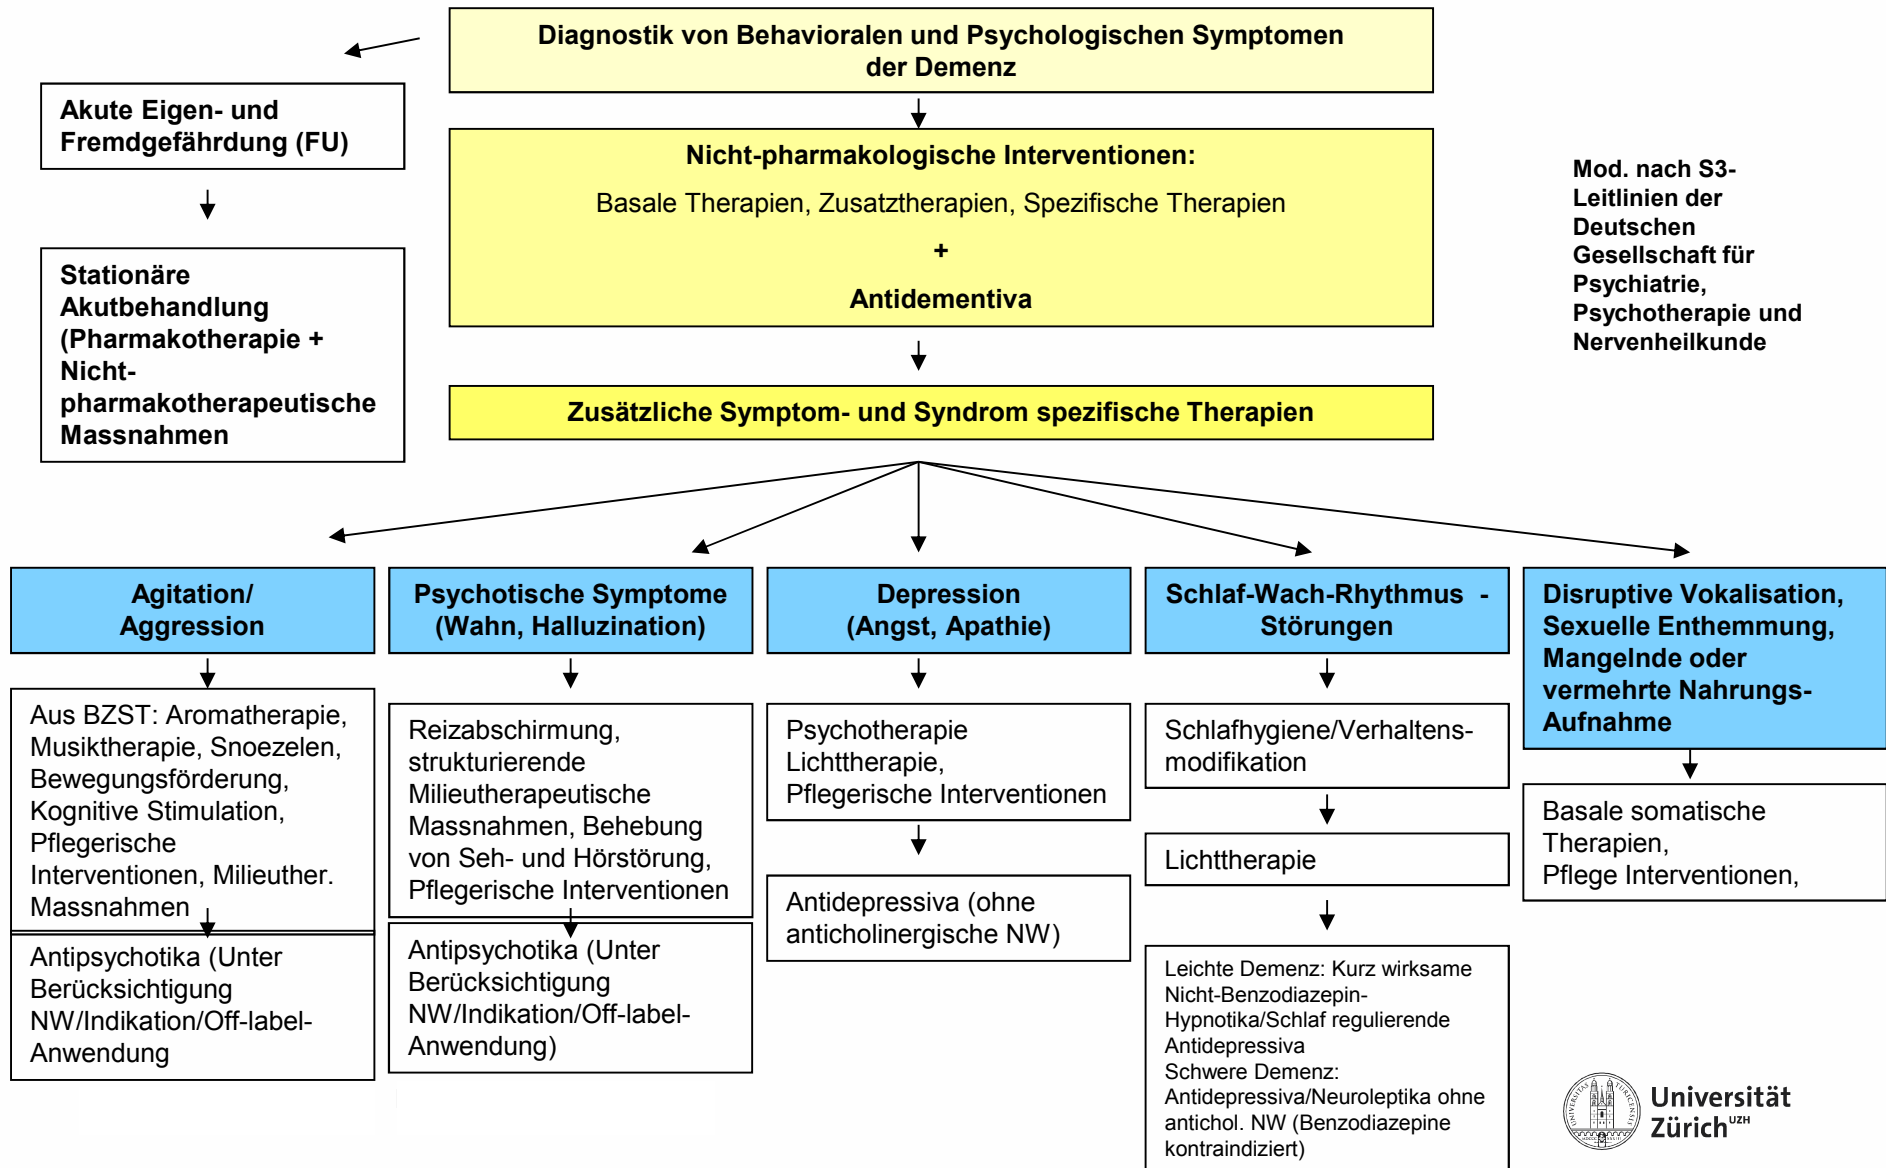 Diagnostik von Behavioralen und Psychologischen Symptomen
der Demenz
Akute Eigen- und
Fremdgefährdung (FU)
Nicht-pharmakologische Interventionen:
Basale Therapien, Zusatztherapien, Spezifische Therapien
+
Antidementiva
Mod. nach S3-
Leitlinien der
Deutschen
Gesellschaft für
Psychiatrie,
Psychotherapie und
Nervenheilkunde
Stationäre
Akutbehandlung
(Pharmakotherapie +
Nicht-
pharmakotherapeutische
Massnahmen
Zusätzliche Symptom- und Syndrom spezifische Therapien
Agitation/
Aggression
Aus BZST: Aromatherapie,
Musiktherapie, Snoezelen,
Bewegungsförderung,
Kognitive Stimulation,
Pflegerische
Interventionen, Milieuther.
Massnahmen
Antipsychotika (Unter
Berücksichtigung
NW/Indikation/Off-label-
Anwendung
Psychotische Symptome
(Wahn, Halluzination)
Reizabschirmung,
strukturierende
Milieutherapeutische
Massnahmen, Behebung
von Seh- und Hörstörung,
Pflegerische Interventionen
Antipsychotika (Unter
Berücksichtigung
NW/Indikation/Off-label-
Anwendung)
Depression
(Angst, Apathie)
Psychotherapie
Lichttherapie,
Pflegerische Interventionen
Antidepressiva (ohne
anticholinergische NW)
Schlaf-Wach-Rhythmus -
Störungen
Schlafhygiene/Verhaltens-
modifikation
Lichttherapie
Leichte Demenz: Kurz wirksame
Nicht-Benzodiazepin-
Hypnotika/Schlaf regulierende
Antidepressiva
Schwere Demenz:
Antidepressiva/Neuroleptika ohne
antichol. NW (Benzodiazepine
kontraindiziert)
Disruptive Vokalisation,
Sexuelle Enthemmung,
Mangelnde oder
vermehrte Nahrungs-
Aufnahme
Basale somatische
Therapien,
Pflege Interventionen,
Universität
Zürich UZH